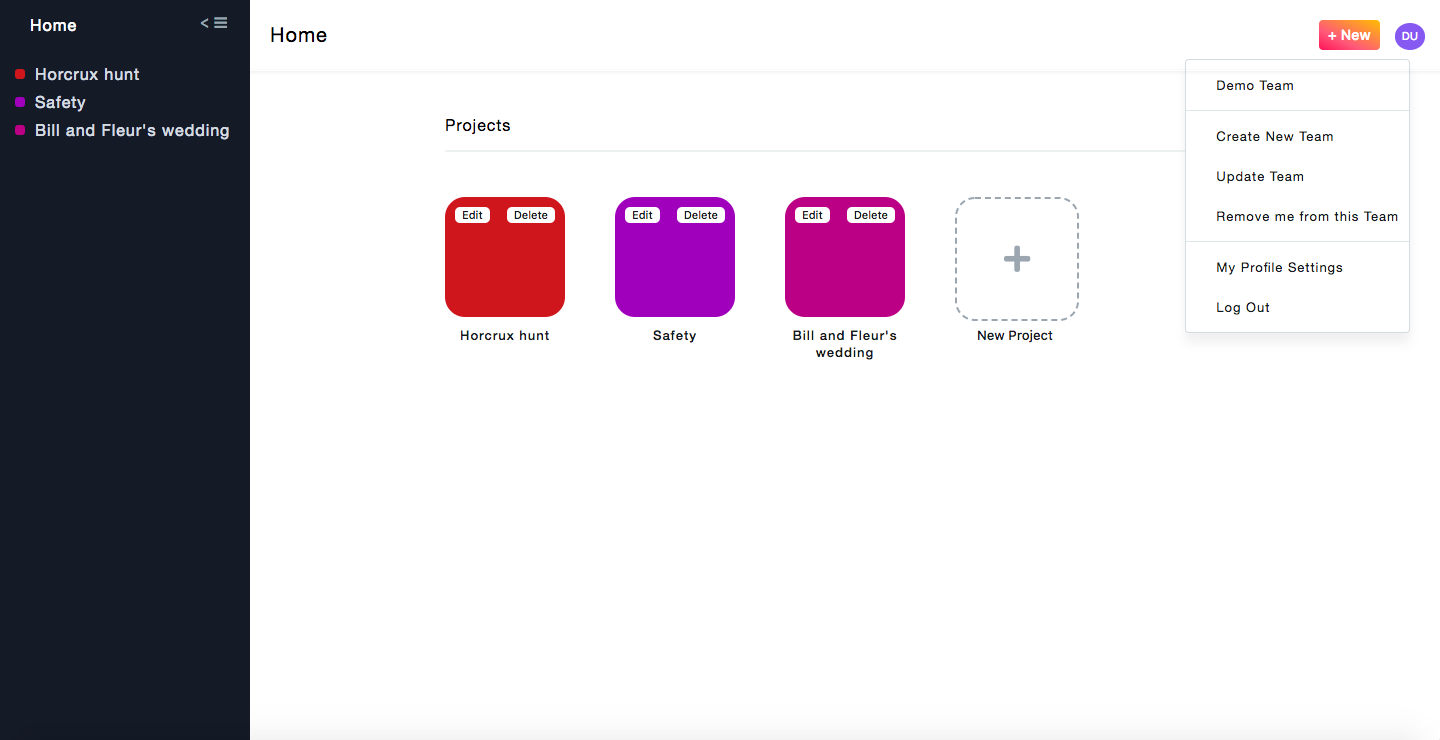 Home <
Horcrux hunt
Safety
Bill and Fleur's wedding
Home
+ New DU
Demo Team
Create New Team
Update Team
Remove me from this Team
My Profile Settings
Log Out
Projects
Edit Delete Edit Delete Edit Delete
Horcrux hunt Safety Bill and Fleur's New Project
wedding